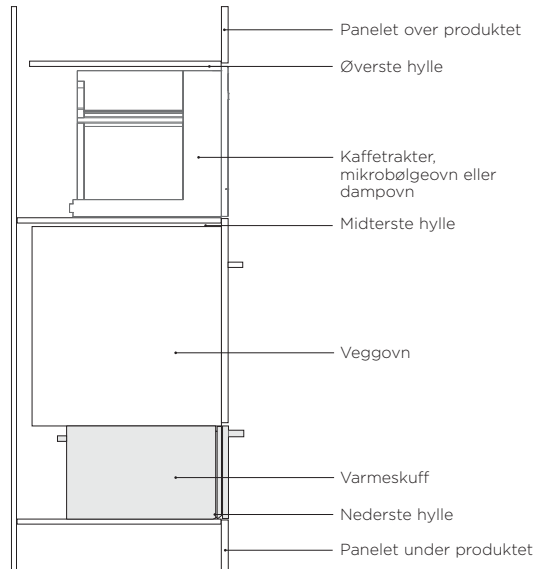 Panelet over produktet
Øverste hylle
Kaffetrakter,
mikrobølgeovn eller
dampovn
Midterste hylle
Veggovn
Varmeskuff
Nederste hylle
Panelet under produktet